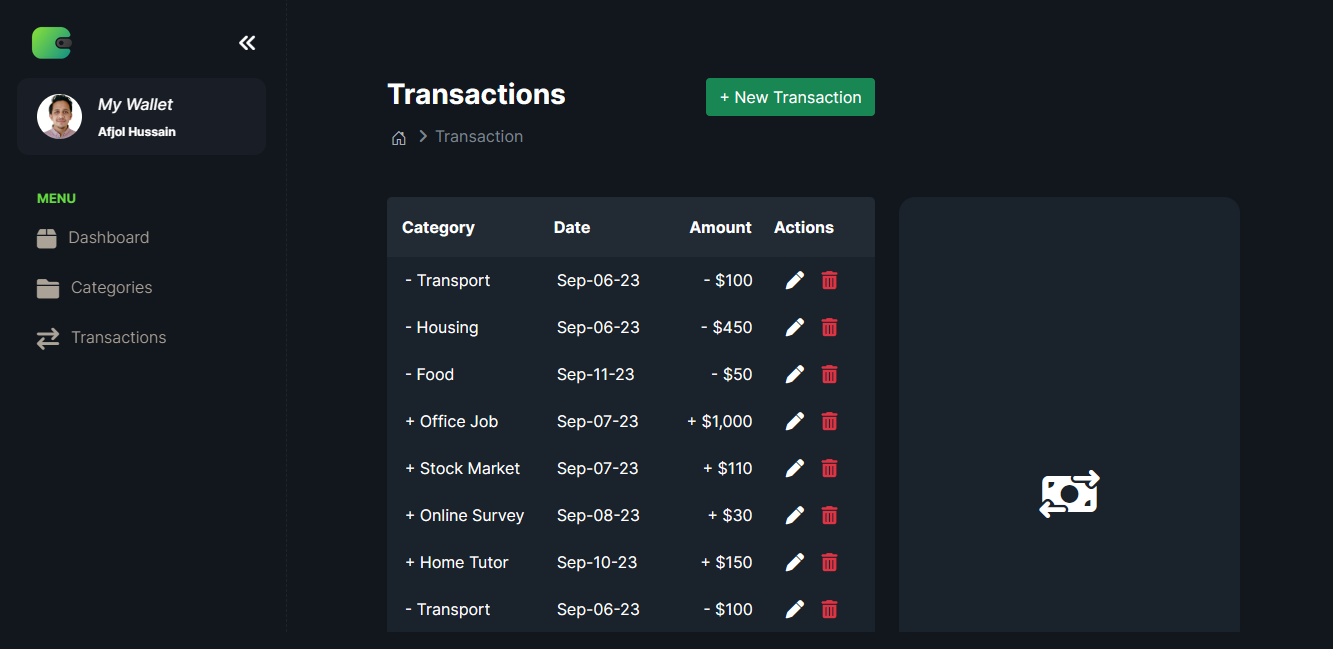 My Wallet
Afjol Hussain
MENU
Dashboard
Categories
Transactions
Transactions
+ New Transaction
Transaction
Category Date Amount Actions
- Transport Sep-06-23 - $100
- Housing Sep-06-23 - $450
- Food Sep-11-23 - $50
+ Office Job Sep-07-23 + $1,000
+ Stock Market Sep-07-23 + $110
+ Online Survey Sep-08-23 + $30
+ Home Tutor Sep-10-23 + $150
- Transport Sep-06-23 - $100